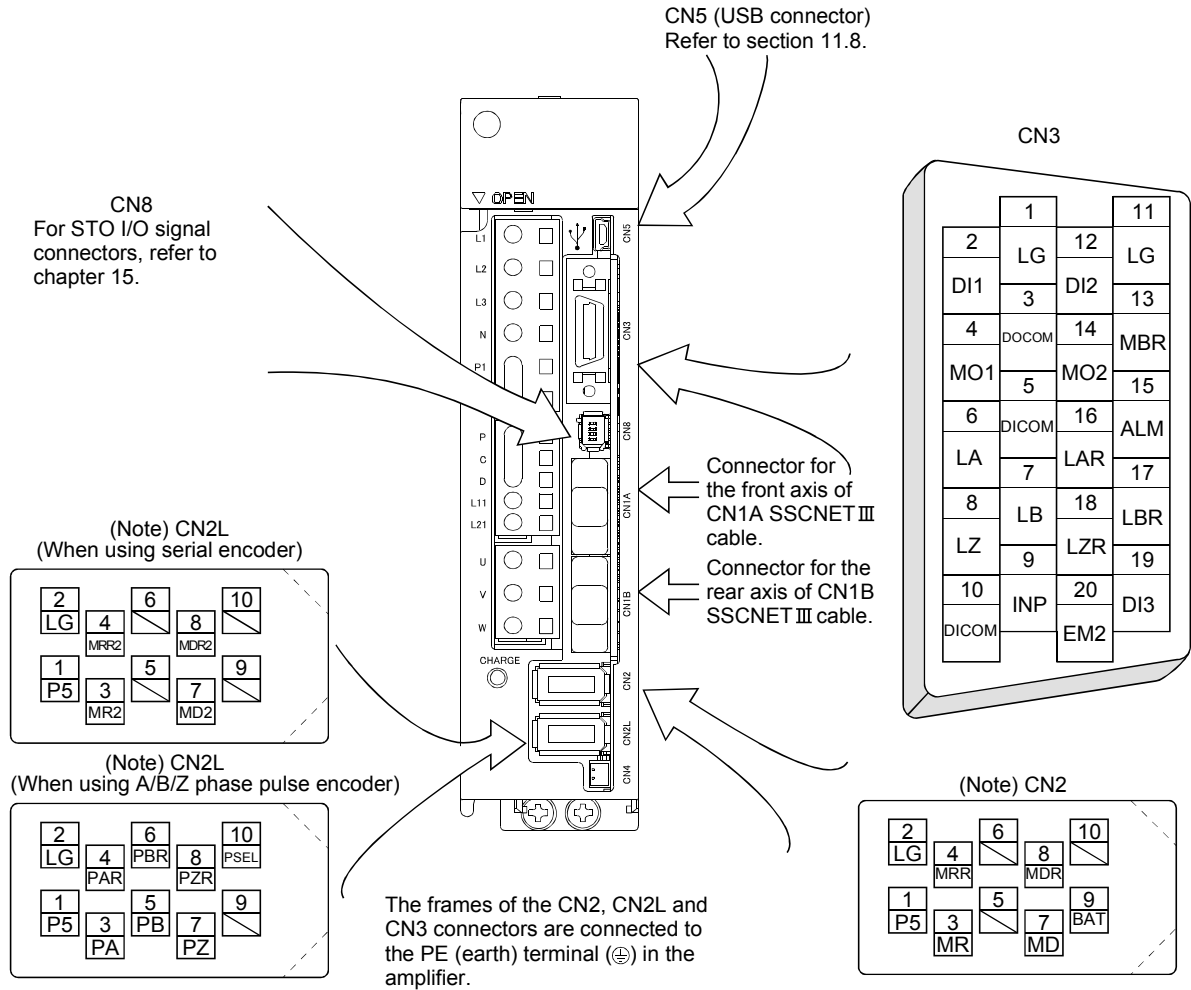 CN5 (USB connector)
Refer to section 11.8.
CN8
For STO I/O signal
connectors, refer to
chapter 15.
OPEN
L1
L2
L3
N
P1
P
C
D
L11
L21
U
V
W
CHARGE
CN5
CN3
CN8
CN1A
CN1B
CN2
CN2L
CN4
Connector for
the front axis of
CN1A SSCNETⅢ
cable.
Connector for the
rear axis of CN1B
SSCNETⅢ cable.
CN3
1 11
2 LG 12 LG
DI1 3 DI2 13
4 DOCOM 14 MBR
MO1 5 MO2 15
6 DICOM 16 ALM
LA 7 LAR 17
8 LB 18 LBR
LZ 9 LZR 19
10 INP 20 DI3
DICOM EM2
(Note) CN2L
(When using serial encoder)
2 6 10
LG 4 8
MRR2 MDR2
1 5 9
P5 3 7
MR2 MD2
(Note) CN2L
(When using A/B/Z phase pulse encoder)
2 6 10
LG 4 PBR 8 PSEL
PAR PZR
1 5 9
P5 3 PB 7
PA PZ
The frames of the CN2, CN2L and
CN3 connectors are connected to
the PE (earth) terminal (⏚) in the
amplifier.
(Note) CN2
2 6 10
LG 4 8
MRR MDR
1 5 9
P5 3 7 BAT
MR MD